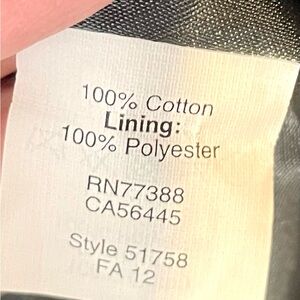 100% Cotton
Lining:
100% Polyester
RN77388
CA56445
Style 51758
FA 12